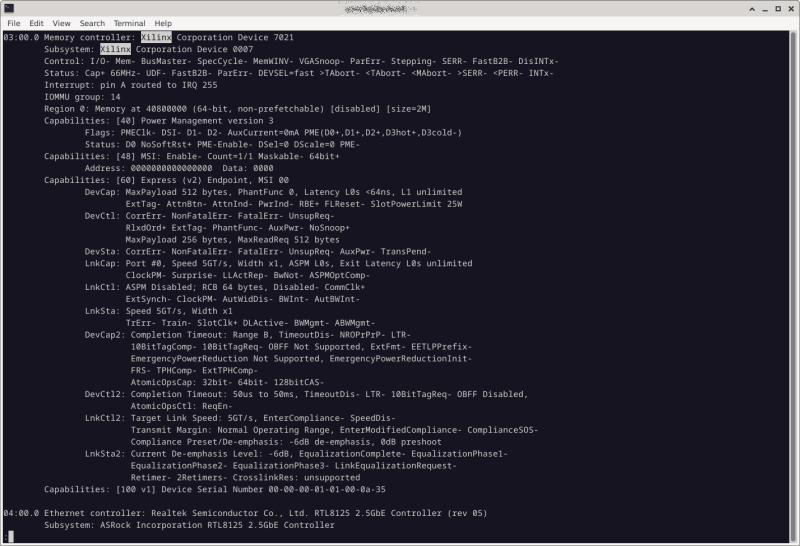 File Edit View Search Terminal Help
03:00.0 Memory controller: Xilinx Corporation Device 7021
Subsystem: Xilinx Corporation Device 0007
Control: I/O- Mem- BusMaster- SpecCycle- MemWINV- VGASnoop- ParErr- Stepping- SERR- FastB2B- DisINTx-
Status: Cap+ 66MHz- UDF- FastB2B- ParErr- DEVSEL=fast >TAbort- <TAbort- <MAbort- >SERR- <PERR- INTx-
Interrupt: pin A routed to IRQ 255
IOMMU group: 14
Region 0: Memory at 40800000 (64-bit, non-prefetchable) [disabled] [size=2M]
Capabilities: [40] Power Management version 3
Flags: PMEClk- DSI- D1- D2- AuxCurrent=0mA PME(D0+,D1+,D2+,D3hot+,D3cold-)
Status: D0 NoSoftRst+ PME-Enable- DSel=0 DScale=0 PME-
Capabilities: [48] MSI: Enable- Count=1/1 Maskable- 64bit+
Address: 0000000000000000 Data: 0000
Capabilities: [60] Express (v2) Endpoint, MSI 00
DevCap: MaxPayload 512 bytes, PhantFunc 0, Latency L0s <64ns, L1 unlimited
ExtTag- AttnBtn- AttnInd- PwrInd- RBE+ FLReset- SlotPowerLimit 25W
DevCtl: CorrErr- NonFatalErr- FatalErr- UnsupReq-
RlxdOrd+ ExtTag- PhantFunc- AuxPwr- NoSnoop+
MaxPayload 256 bytes, MaxReadReq 512 bytes
DevSta: CorrErr- NonFatalErr- FatalErr- UnsupReq- AuxPwr- TransPend-
LnkCap: Port #0, Speed 5GT/s, Width x1, ASPM L0s, Exit Latency L0s unlimited
ClockPM- Surprise- LLActRep- BwNot- ASPMOptComp-
LnkCtl: ASPM Disabled; RCB 64 bytes, Disabled- CommClk+
ExtSynch- ClockPM- AutWidDis- BWInt- AutBWInt-
LnkSta: Speed 5GT/s, Width x1
TrErr- Train- SlotClk+ DLActive- BWMgmt- ABWMgmt-
DevCap2: Completion Timeout: Range B, TimeoutDis- NROPrPrP- LTR-
10BitTagComp- 10BitTagReq- OBFF Not Supported, ExtFmt- EETLPPrefix-
EmergencyPowerReduction Not Supported, EmergencyPowerReductionInit-
FRS- TPHComp- ExtTPHComp-
AtomicOpsCap: 32bit- 64bit- 128bitCAS-
DevCtl2: Completion Timeout: 50us to 50ms, TimeoutDis- LTR- 10BitTagReq- OBFF Disabled,
AtomicOpsCtl: ReqEn-
LnkCtl2: Target Link Speed: 5GT/s, EnterCompliance- SpeedDis-
Transmit Margin: Normal Operating Range, EnterModifiedCompliance- ComplianceSOS-
Compliance Preset/De-emphasis: -6dB de-emphasis, 0dB preshoot
LnkSta2: Current De-emphasis Level: -6dB, EqualizationComplete- EqualizationPhase1-
EqualizationPhase2- EqualizationPhase3- LinkEqualizationRequest-
Retimer- 2Retimers- CrosslinkRes: unsupported
Capabilities: [100 v1] Device Serial Number 00-00-00-01-01-00-0a-35
04:00.0 Ethernet controller: Realtek Semiconductor Co., Ltd. RTL8125 2.5GbE Controller (rev 05)
Subsystem: ASRock Incorporation RTL8125 2.5GbE Controller
: